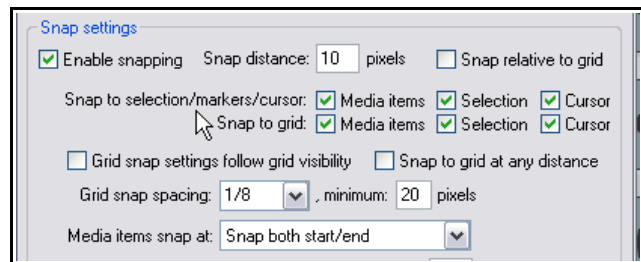 Snap settings
Enable snapping Snap distance: 10 pixels Snap relative to grid
Snap to selection/markers/cursor: Media items Selection Cursor
Snap to grid: Media items Selection Cursor
Grid snap settings follow grid visibility Snap to grid at any distance
Grid snap spacing: 1/8 , minimum: 20 pixels
Media items snap at: Snap both start/end